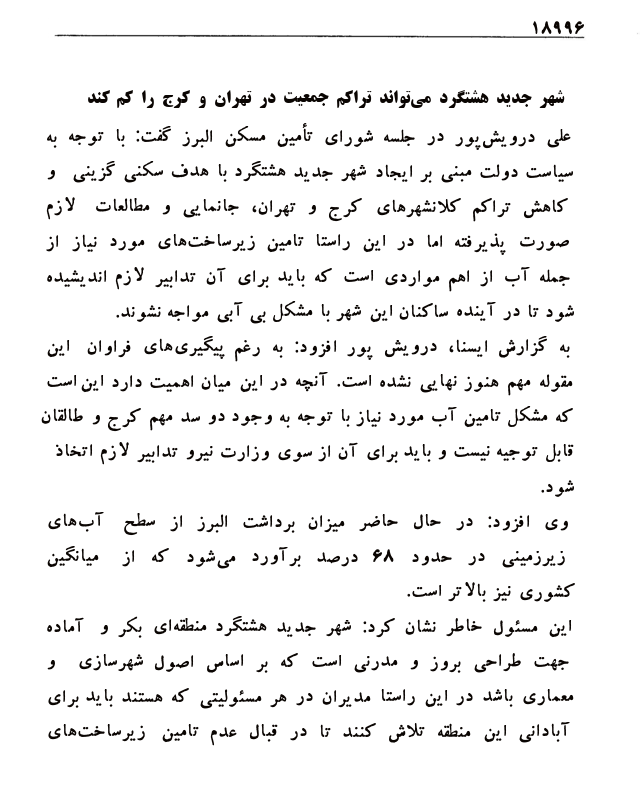 ۱۸۹۹۶
شهر جدید هشتگرد می‌تواند تراکم جمعیت در تهران و کرج را کم کند
علی درویش‌پور در جلسه شورای تأمین مسکن البرز گفت: با توجه به
سیاست دولت مبنی بر ایجاد شهر جدید هشتگرد با هدف سکنی گزینی و
کاهش تراکم کلانشهرهای کرج و تهران، جانمایی و مطالعات لازم
صورت پذیرفته اما در این راستا تامین زیرساخت‌های مورد نیاز از
جمله آب از اهم مواردی است که باید برای آن تدابیر لازم اندیشیده
شود تا در آینده ساکنان این شهر با مشکل بی آبی مواجه نشوند.
به گزارش ایسنا، درویش پور افزود: به رغم پیگیری‌های فراوان این
مقوله مهم هنوز نهایی نشده است. آنچه در این میان اهمیت دارد این است
که مشکل تامین آب مورد نیاز با توجه به وجود دو سد مهم کرج و طالقان
قابل توجیه نیست و باید برای آن از سوی وزارت نیرو تدابیر لازم اتخاذ
شود.
وی افزود: در حال حاضر میزان برداشت البرز از سطح آب‌های
زیرزمینی در حدود ۶۸ درصد برآورد می‌شود که از میانگین
کشوری نیز بالاتر است.
این مسئول خاطر نشان کرد: شهر جدید هشتگرد منطقه‌ای بکر و آماده
جهت طراحی بروز و مدرنی است که بر اساس اصول شهرسازی و
معماری باشد در این راستا مدیران در هر مسئولیتی که هستند باید برای
آبادانی این منطقه تلاش کنند تا در قبال عدم تامین زیرساخت‌های